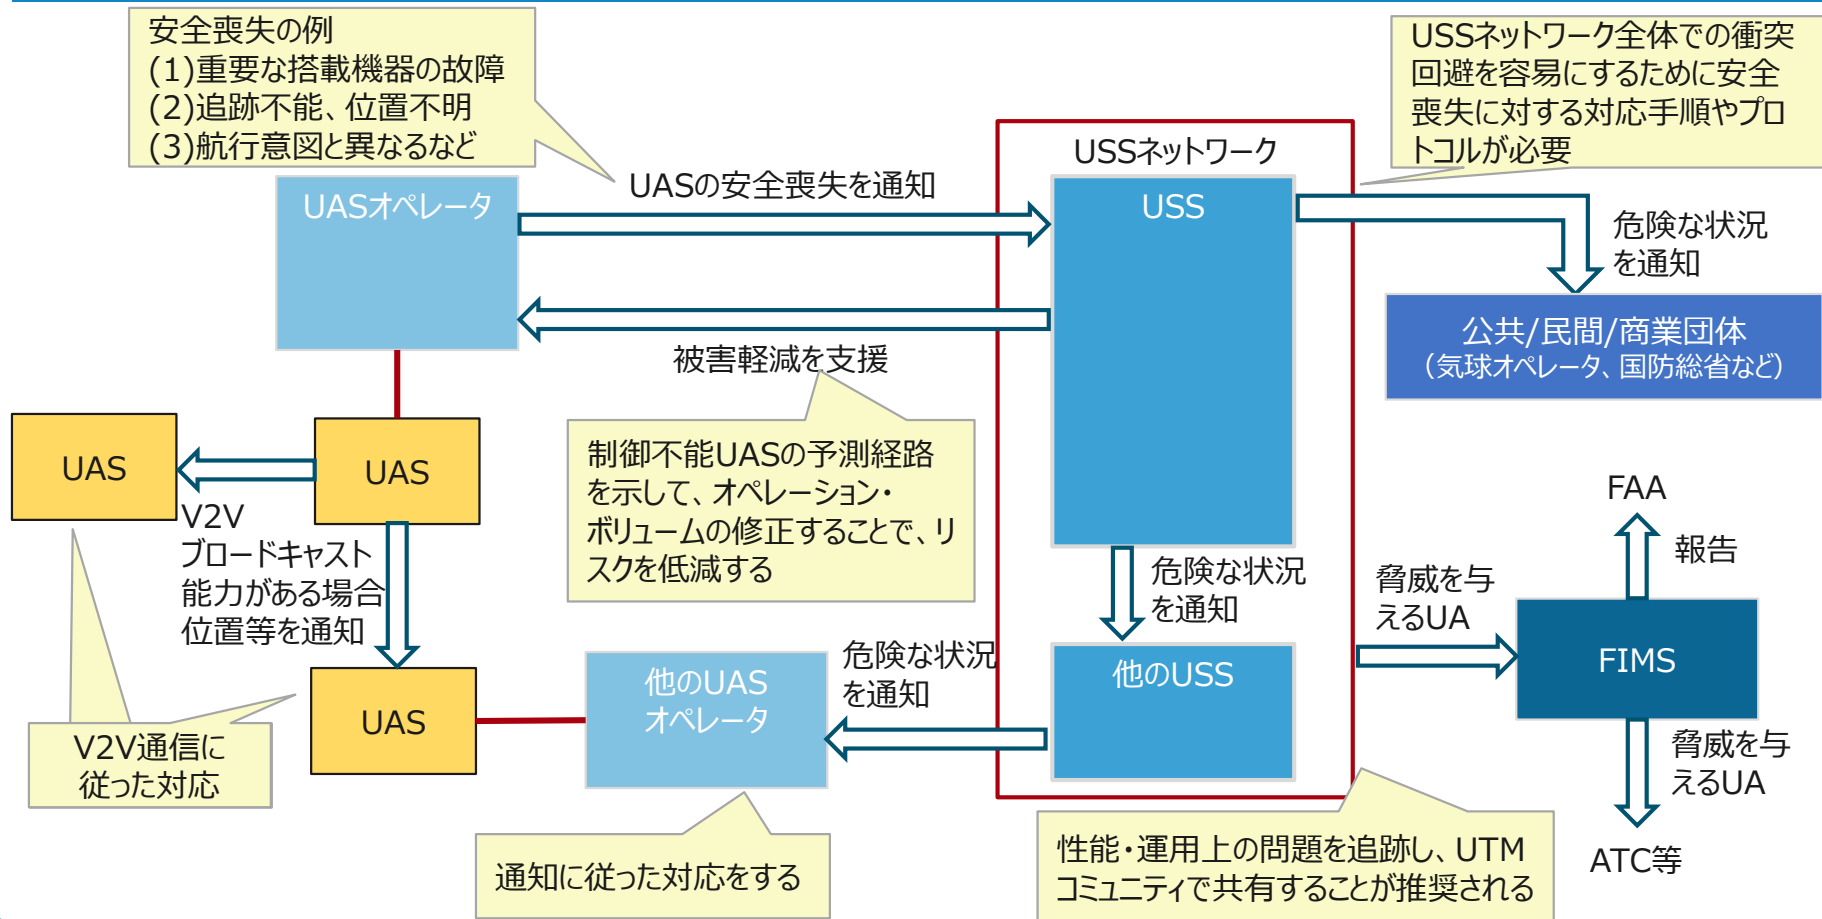 安全喪失の例
(1)重要な搭載機器の故障
(2)追跡不能、位置不明
(3)航行意図と異なるなど
USSネットワーク全体での衝突
回避を容易にするために安全
喪失に対する対応手順やプロ
トコルが必要
USSネットワーク
UASオペレータ
UASの安全喪失を通知
USS
危険な状況
を通知
公共/民間/商業団体
（気球オペレータ、国防総省など）
被害軽減を支援
制御不能UASの予測経路
を示して、オペレーション・
ボリュームの修正することで、リ
スクを低減する
UAS
UAS
V2V
ブロードキャスト
能力がある場合
位置等を通知
FAA
報告
危険な状況
を通知
脅威を与
えるUA
FIMS
他のUSS
危険な状況
を通知
他のUAS
オペレータ
UAS
V2V通信に
従った対応
脅威を与
えるUA
ATC等
通知に従った対応をする
性能・運用上の問題を追跡し、UTM
コミュニティで共有することが推奨される